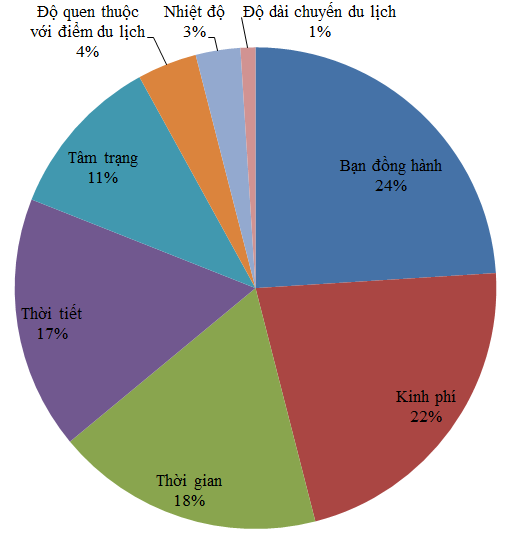 Độ quen thuộc
với điểm du lịch
4%
Nhiệt độ
3%
Độ dài chuyến du lịch
1%
Bạn đồng hành
24%
Kinh phí
22%
Thời gian
18%
Thời tiết
17%
Tâm trạng
11%